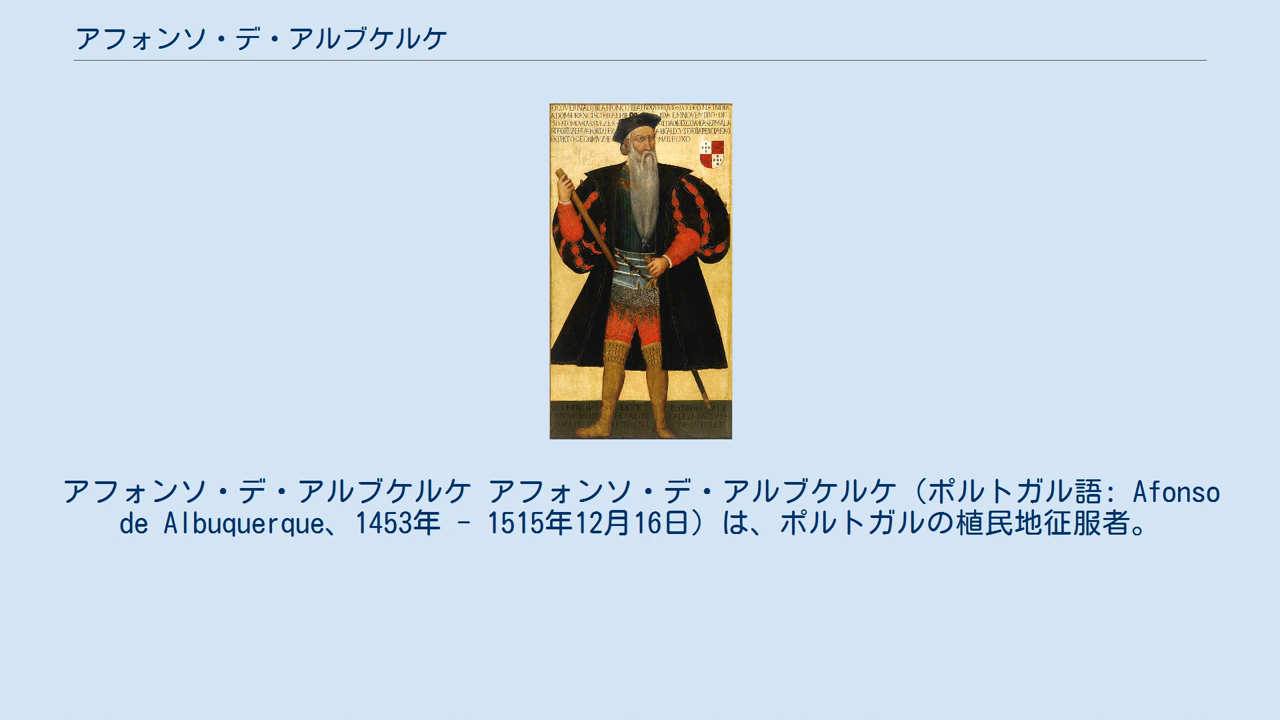 アフォンソ・デ・アルブケルケ
アフォンソ・デ・アルブケルケ アフォンソ・デ・アルブケルケ（ポルトガル語: Afonso
de Albuquerque、1453年 - 1515年12月16日）は、ポルトガルの植民地征服者。